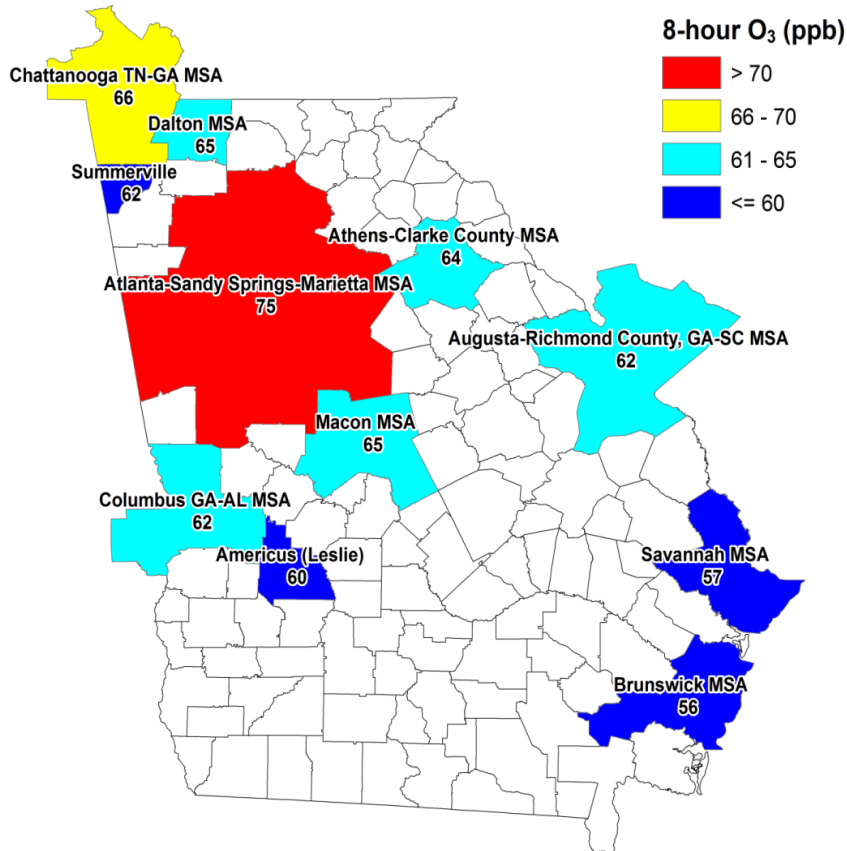 8-hour O₃ (ppb)
> 70
66 - 70
61 - 65
<= 60
Chattanooga TN-GA MSA
66
Dalton MSA
65
Summerville
62
Athens-Clarke County MSA
64
Atlanta-Sandy Springs-Marietta MSA
75
Augusta-Richmond County, GA-SC MSA
62
Macon MSA
65
Columbus GA-AL MSA
62
Americus (Leslie)
60
Savannah MSA
57
Brunswick MSA
56